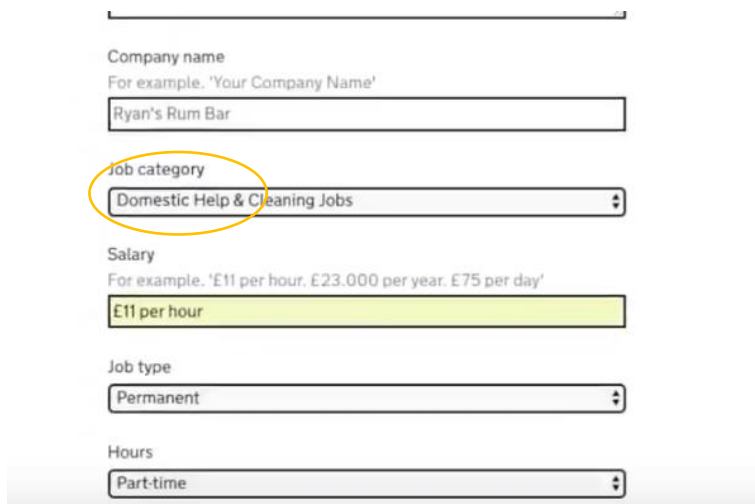 Company name
For example. 'Your Company Name'
Ryan's Rum Bar
Job category
Domestic Help & Cleaning Jobs
Salary
For example. '£11 per hour. £23.000 per year. £75 per day'
£11 per hour
Job type
Permanent
Hours
Part-time